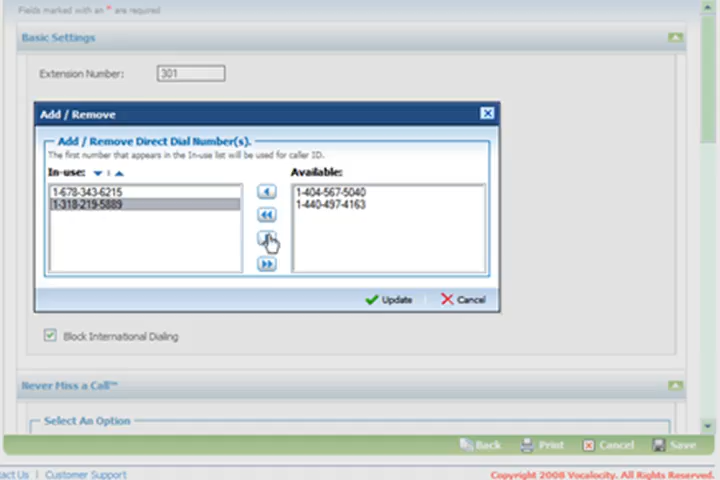 Fields marked with an * are required
Basic Settings
Extension Number: 301
Add / Remove
Add / Remove Direct Dial Number(s).
The first number that appears in the In-use list will be used for caller ID.
In-use: Available:
1-678-343-6215 1-404-567-5040
1-318-219-5889 1-440-497-4163
Update Cancel
Block International Dialing
Never Miss a Call™
Select An Option
Back Print Cancel Save
tact Us | Customer Support Copyright 2008 Vocalocity. All Rights Reserved.